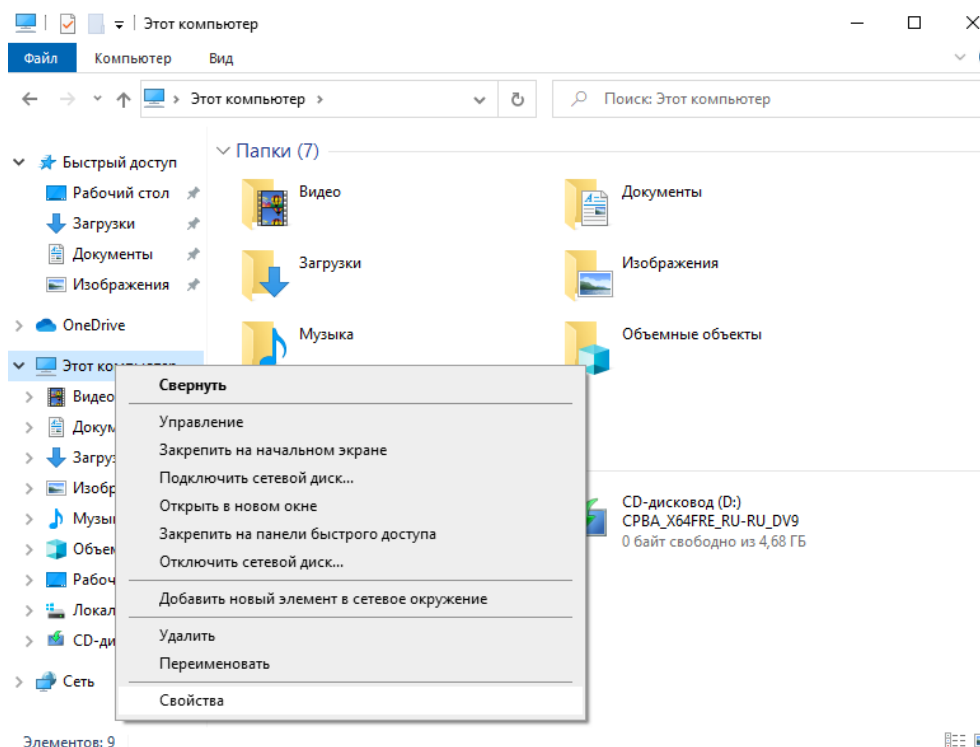 Этот компьютер
Файл Компьютер Вид
Этот компьютер
Поиск: Этот компьютер
Быстрый доступ
Рабочий стол
Загрузки
Документы
Изображения
OneDrive
Этот
Видео
Сеть
Папки (7)
Видео
Документы
Загрузки
Изображения
Музыка
Объемные объекты
Свернуть
Управление
Закрепить на начальном экране
Подключить сетевой диск...
Открыть в новом окне
Закрепить на панели быстрого доступа
Отключить сетевой диск...
Добавить новый элемент в сетевое окружение
Удалить
Переименовать
Свойства
CD-дисковод (D:)
CPBA_X64FRE_RU-RU_DV9
0 байт свободно из 4,68 ГБ
Элементов: 9